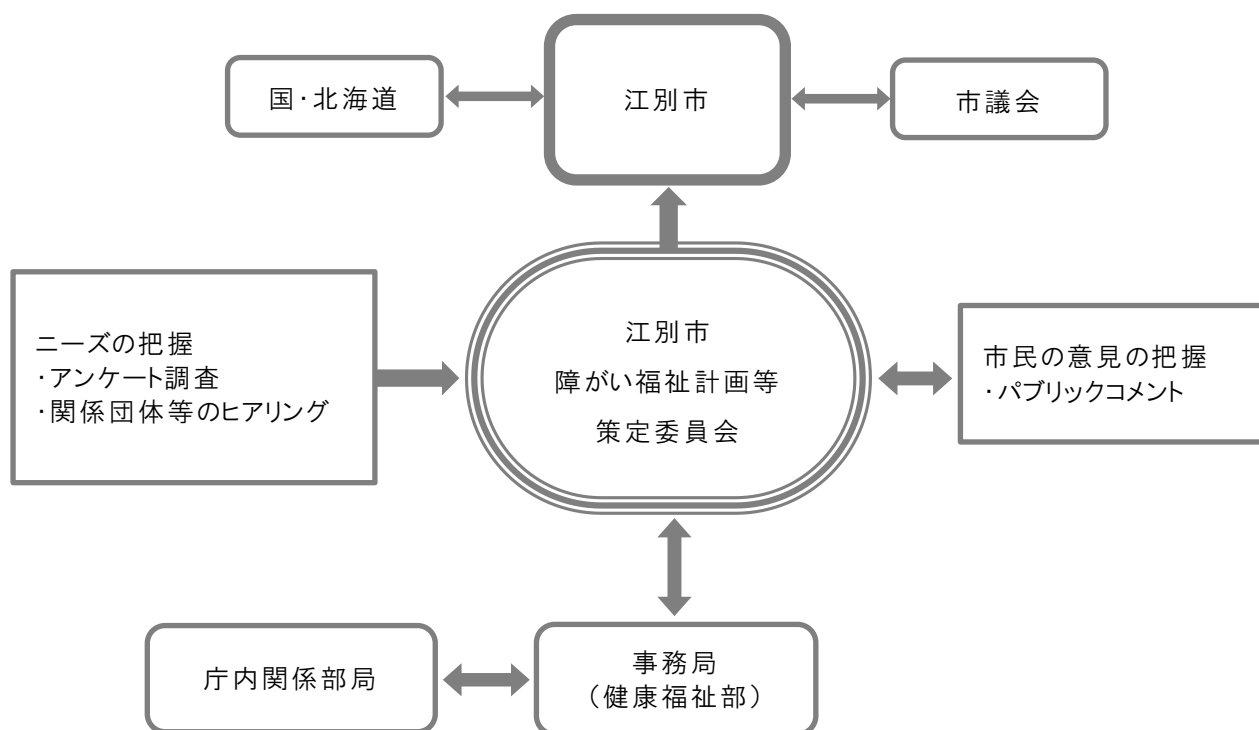 国・北海道
江別市
市議会
ニーズの把握
・アンケート調査
・関係団体等のヒアリング
江別市
障がい福祉計画等
策定委員会
市民の意見の把握
・パブリックコメント
庁内関係部局
事務局
（健康福祉部）